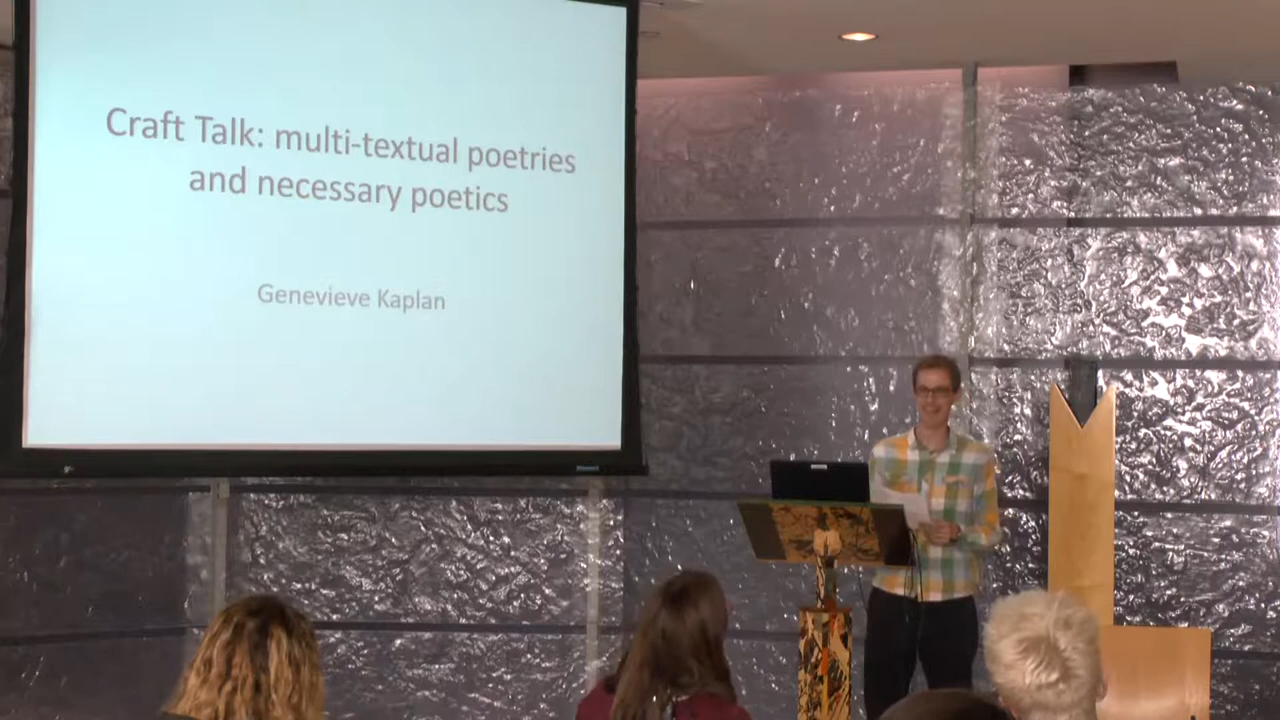 Craft Talk: multi-textual poetries
and necessary poetics
Genevieve Kaplan